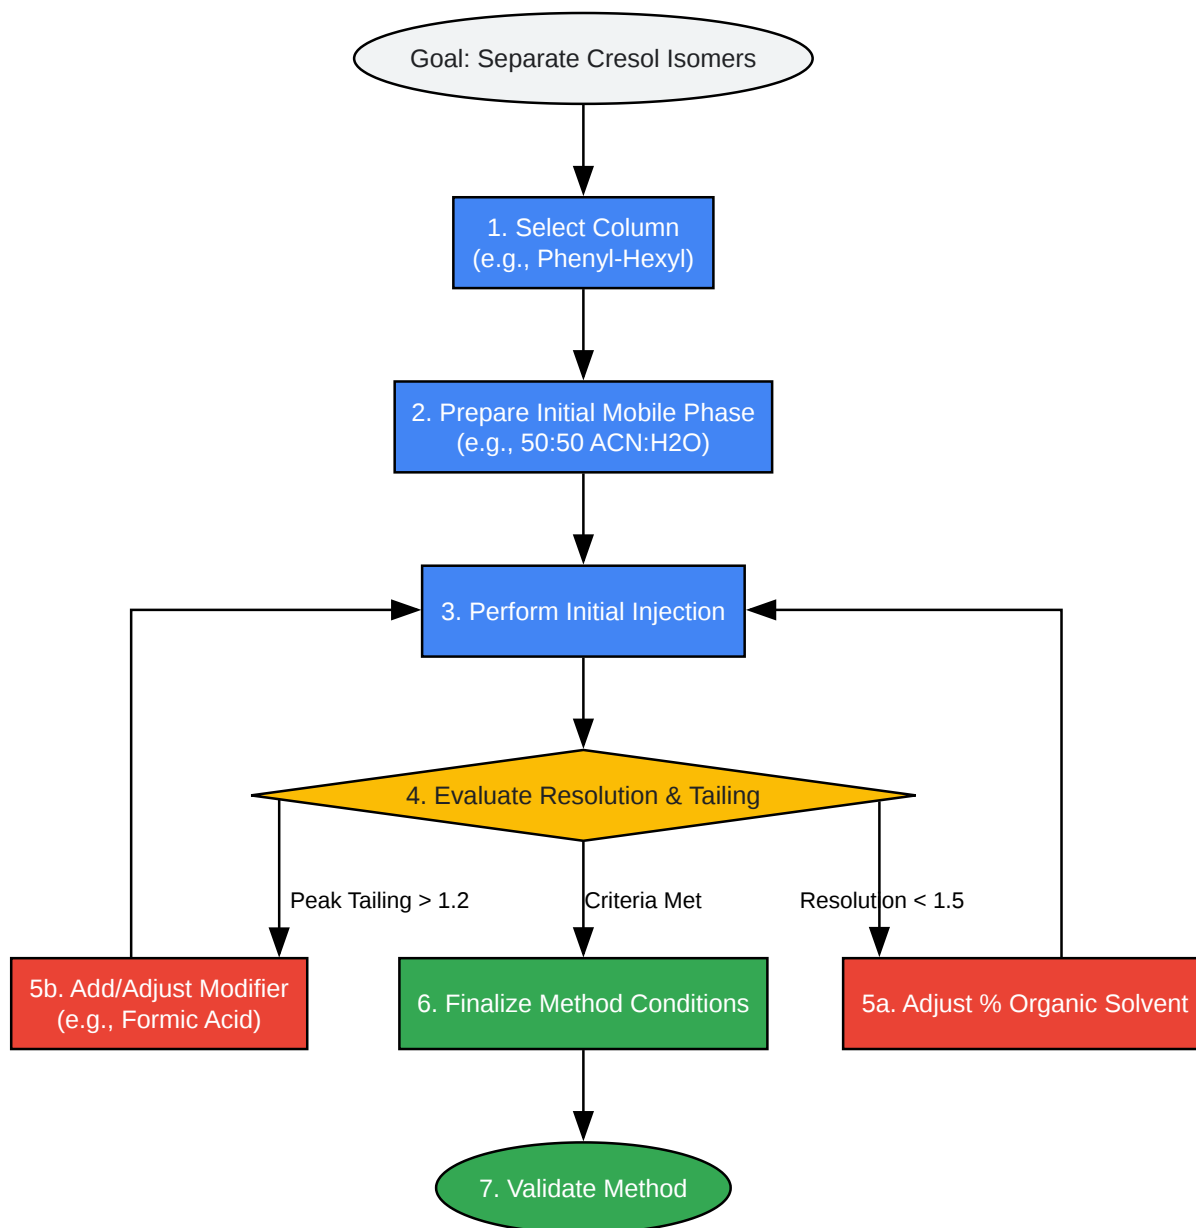 Goal: Separate Cresol Isomers
1. Select Column
(e.g., Phenyl-Hexyl)
2. Prepare Initial Mobile Phase
(e.g., 50:50 ACN:H2O)
3. Perform Initial Injection
4. Evaluate Resolution & Tailing
Peak Tailing > 1.2
Criteria Met
Resolution < 1.5
5b. Add/Adjust Modifier
(e.g., Formic Acid)
6. Finalize Method Conditions
5a. Adjust % Organic Solvent
7. Validate Method